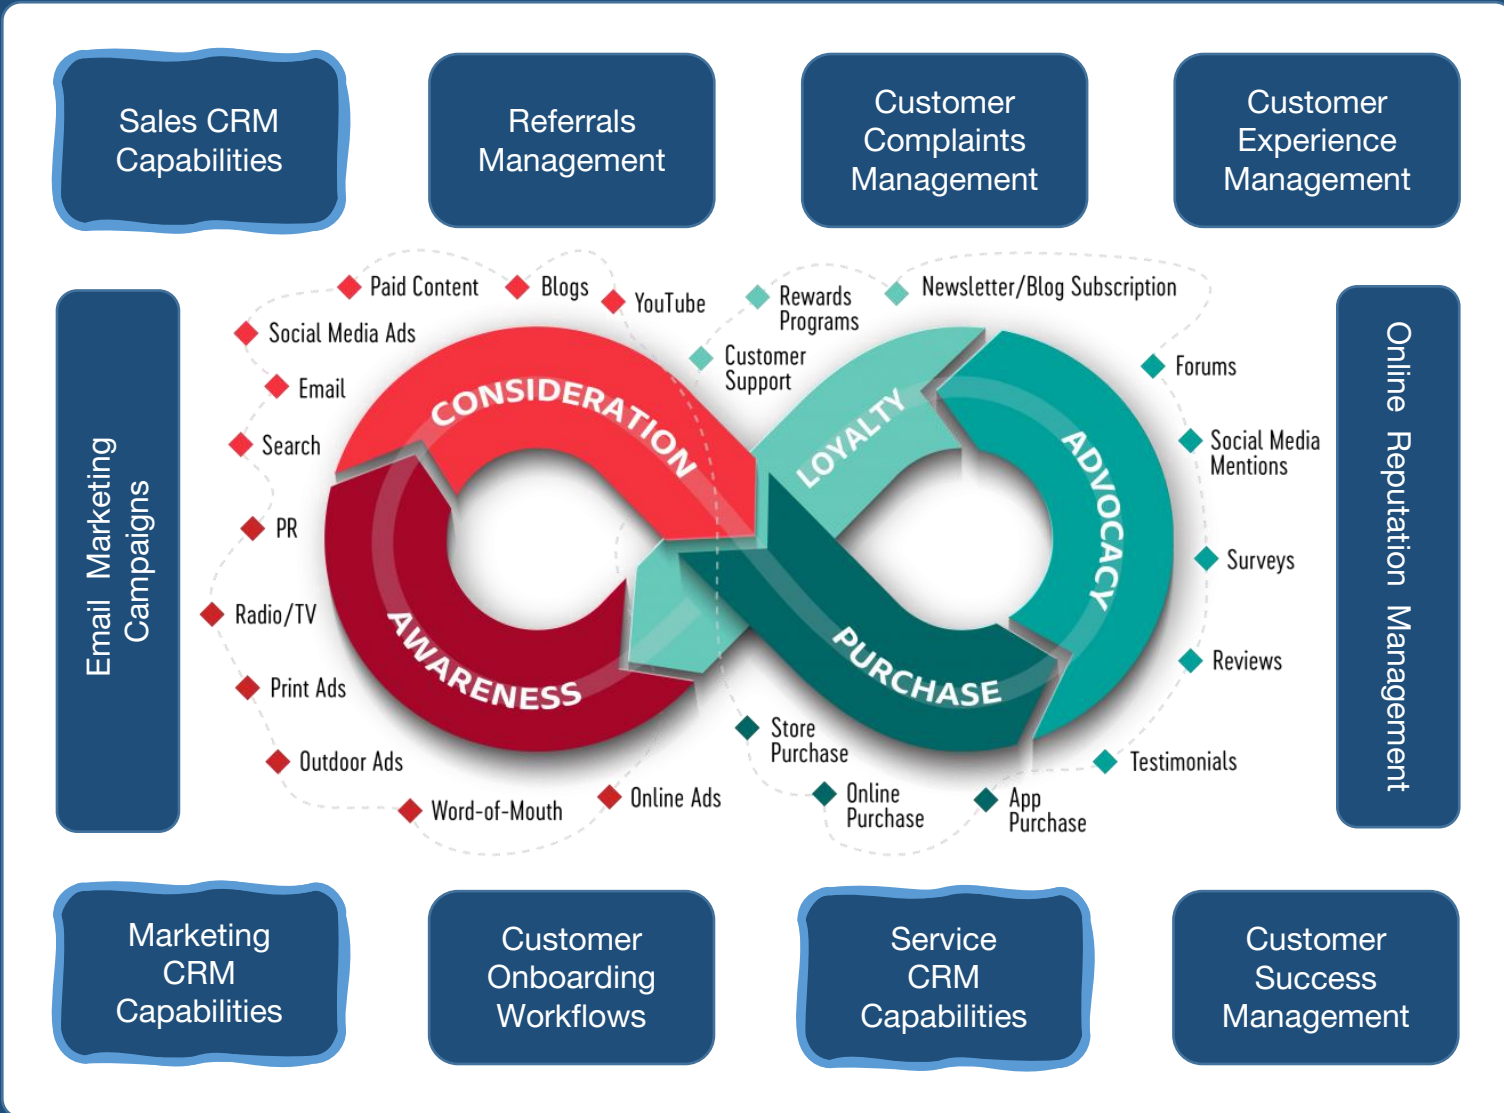 Sales CRM
Capabilities
Referrals
Management
Customer
Complaints
Management
Customer
Experience
Management
Email Marketing
Campaigns
Paid Content
Blogs
YouTube
Social Media Ads
Email
Search
PR
Radio/TV
Print Ads
Outdoor Ads
Word-of-Mouth
Online Ads
CONSIDERATION
AWARENESS
Rewards
Programs
Newsletter/Blog Subscription
Customer
Support
LOYALTY
ADVOCACY
PURCHASE
Forums
Social Media
Mentions
Surveys
Reviews
Testimonials
Store
Purchase
Online
Purchase
App
Purchase
Online Reputation Management
Marketing
CRM
Capabilities
Customer
Onboarding
Workflows
Service
CRM
Capabilities
Customer
Success
Management